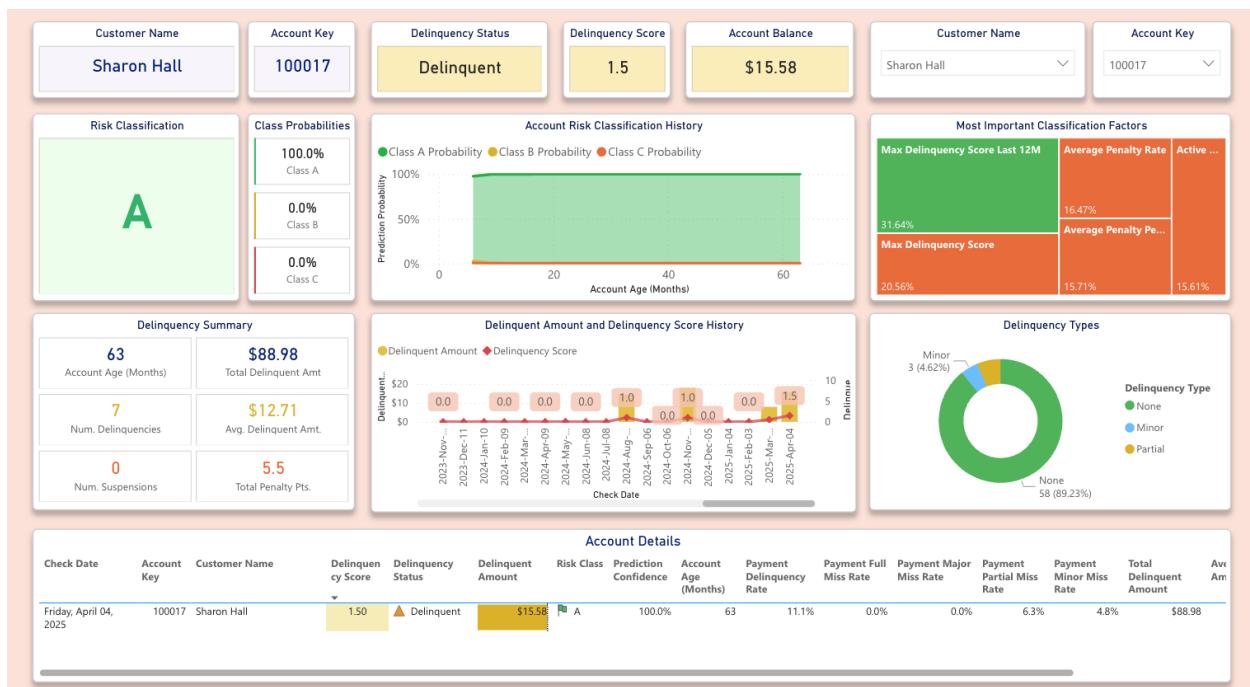 Customer Name
Sharon Hall
Account Key
100017
Delinquency Status
Delinquent
Delinquency Score
1.5
Account Balance
$15.58
Customer Name
Sharon Hall
Account Key
100017
Risk Classification
A
Class Probabilities
100.0%
Class A
0.0%
Class B
0.0%
Class C
Account Risk Classification History
Class A Probability Class B Probability Class C Probability
Prediction Probability
100%
50%
0%
0 20 40 60
Account Age (Months)
Most Important Classification Factors
Max Delinquency Score Last 12M
31.64%
Max Delinquency Score
20.56%
Average Penalty Rate
16.47%
Average Penalty Pe...
15.71%
Active ...
15.61%
Delinquency Summary
63
Account Age (Months)
$88.98
Total Delinquent Amt
7
Num. Delinquencies
$12.71
Avg. Delinquent Amt.
0
Num. Suspensions
5.5
Total Penalty Pts.
Delinquent Amount and Delinquency Score History
Delinquent Amount Delinquency Score
Delinquent...
$20
$10
$0
0.0 0.0 0.0 0.0 1.0 0.0 1.0 0.0 0.0 1.5
10
5
0
Delinque
2023-Nov-...
2023-Dec-11
2024-Jan-10
2024-Feb-09
2024-Mar-...
2024-Apr-09
2024-May-...
2024-Jun-08
2024-Jul-08
2024-Aug-...
2024-Sep-06
2024-Oct-06
2024-Nov-...
2024-Dec-05
2025-Jan-04
2025-Feb-03
2025-Mar-...
2025-Apr-04
Check Date
Delinquency Types
Minor
3 (4.62%)
None
58 (89.23%)
Delinquency Type
None
Minor
Partial
Account Details
Check Date Account Key Customer Name Delinquen cy Score Delinquency Status Delinquent Amount Risk Class Prediction Confidence Account Age (Months) Payment Delinquency Rate Payment Full Miss Rate Payment Major Miss Rate Payment Partial Miss Rate Payment Minor Miss Rate Total Delinquent Amount Ave Am
Friday, April 04, 2025 100017 Sharon Hall 1.50 Delinquent $15.58 A 100.0% 63 11.1% 0.0% 0.0% 6.3% 4.8% $88.98